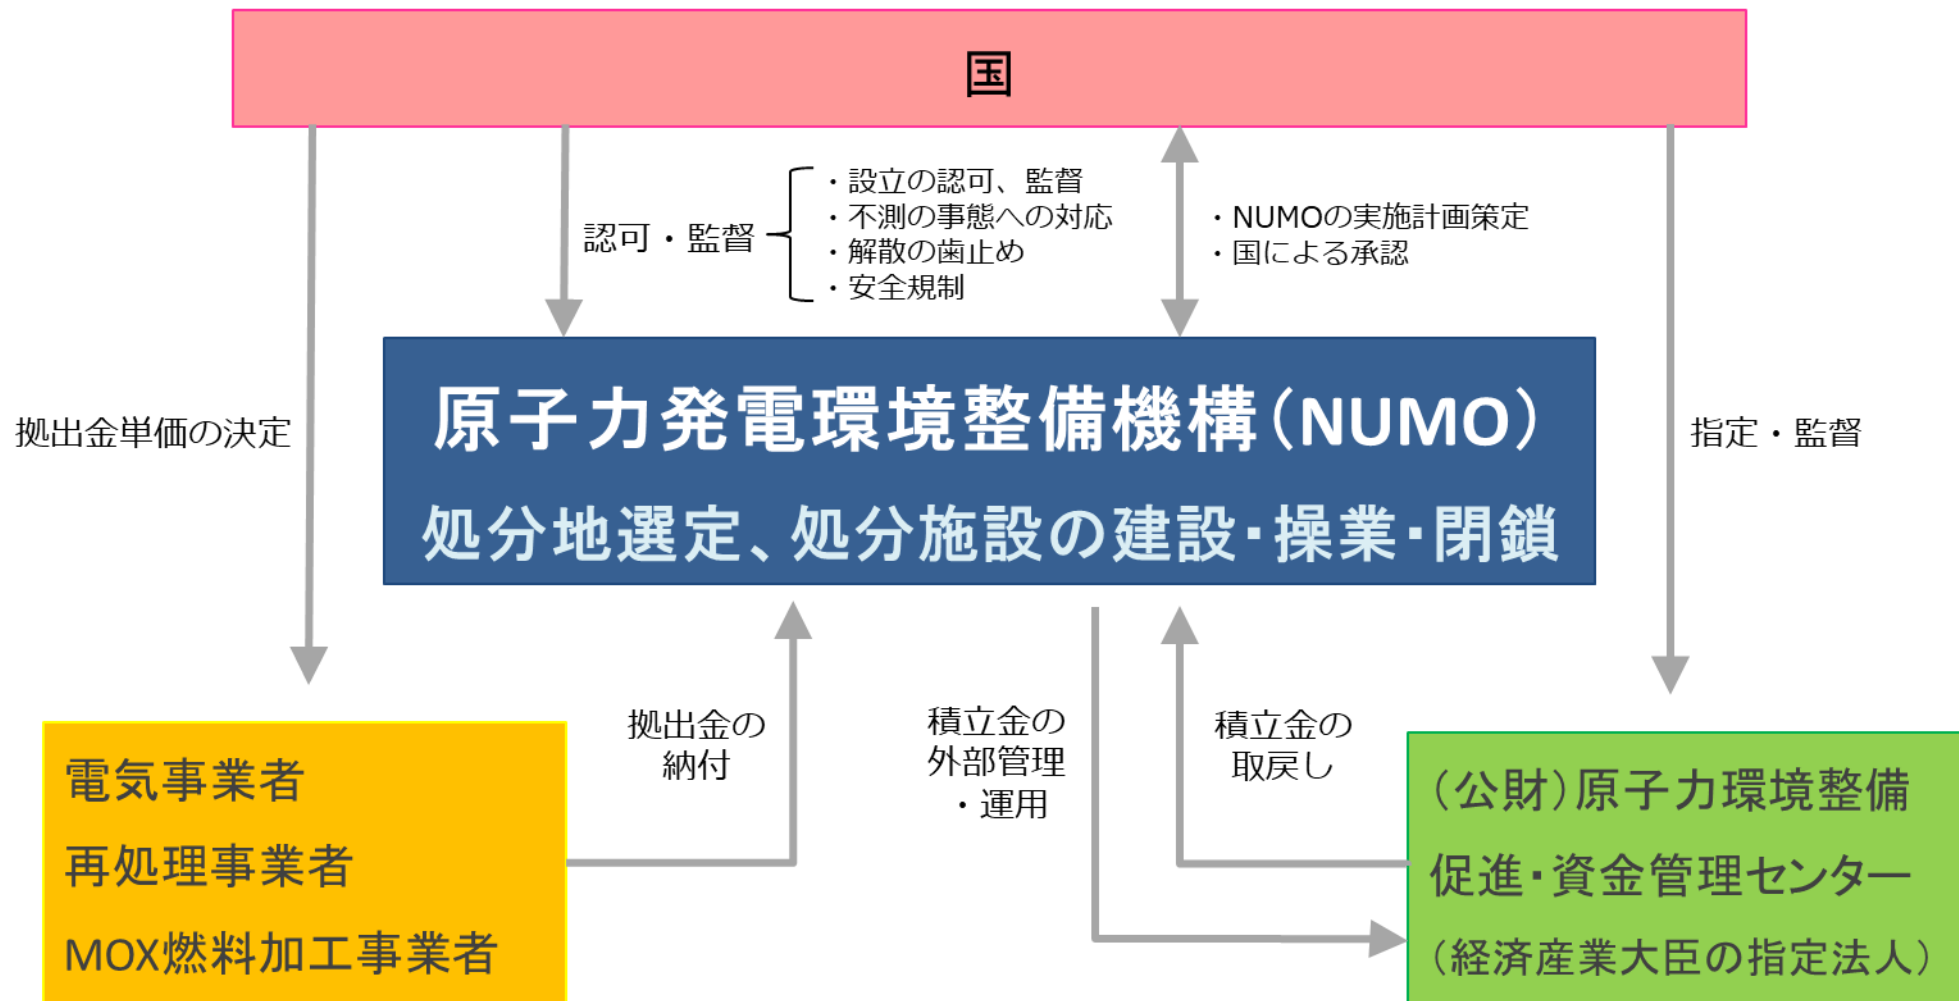 国
認可・監督
・設立の認可、監督
・不測の事態への対応
・解散の歯止め
・安全規制
・NUMOの実施計画策定
・国による承認
拠出金単価の決定
指定・監督
原子力発電環境整備機構（NUMO）
処分地選定、処分施設の建設・操業・閉鎖
拠出金の
納付
積立金の
外部管理
・運用
積立金の
取戻し
電気事業者
再処理事業者
MOX燃料加工事業者
（公財）原子力環境整備
促進・資金管理センター
（経済産業大臣の指定法人）